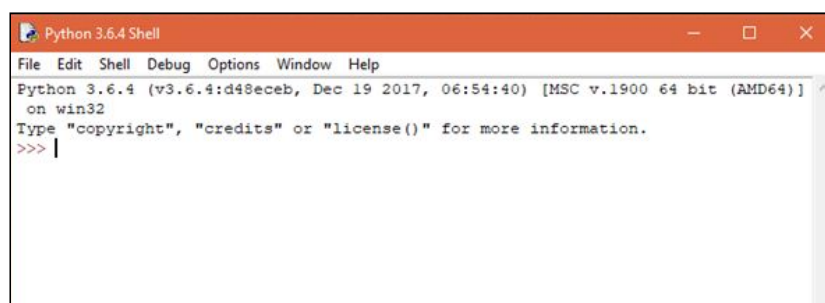 Python 3.6.4 Shell
File Edit Shell Debug Options Window Help
Python 3.6.4 (v3.6.4:d48eceb, Dec 19 2017, 06:54:40) [MSC v.1900 64 bit (AMD64)]
 on win32
Type "copyright", "credits" or "license()" for more information.
>>>